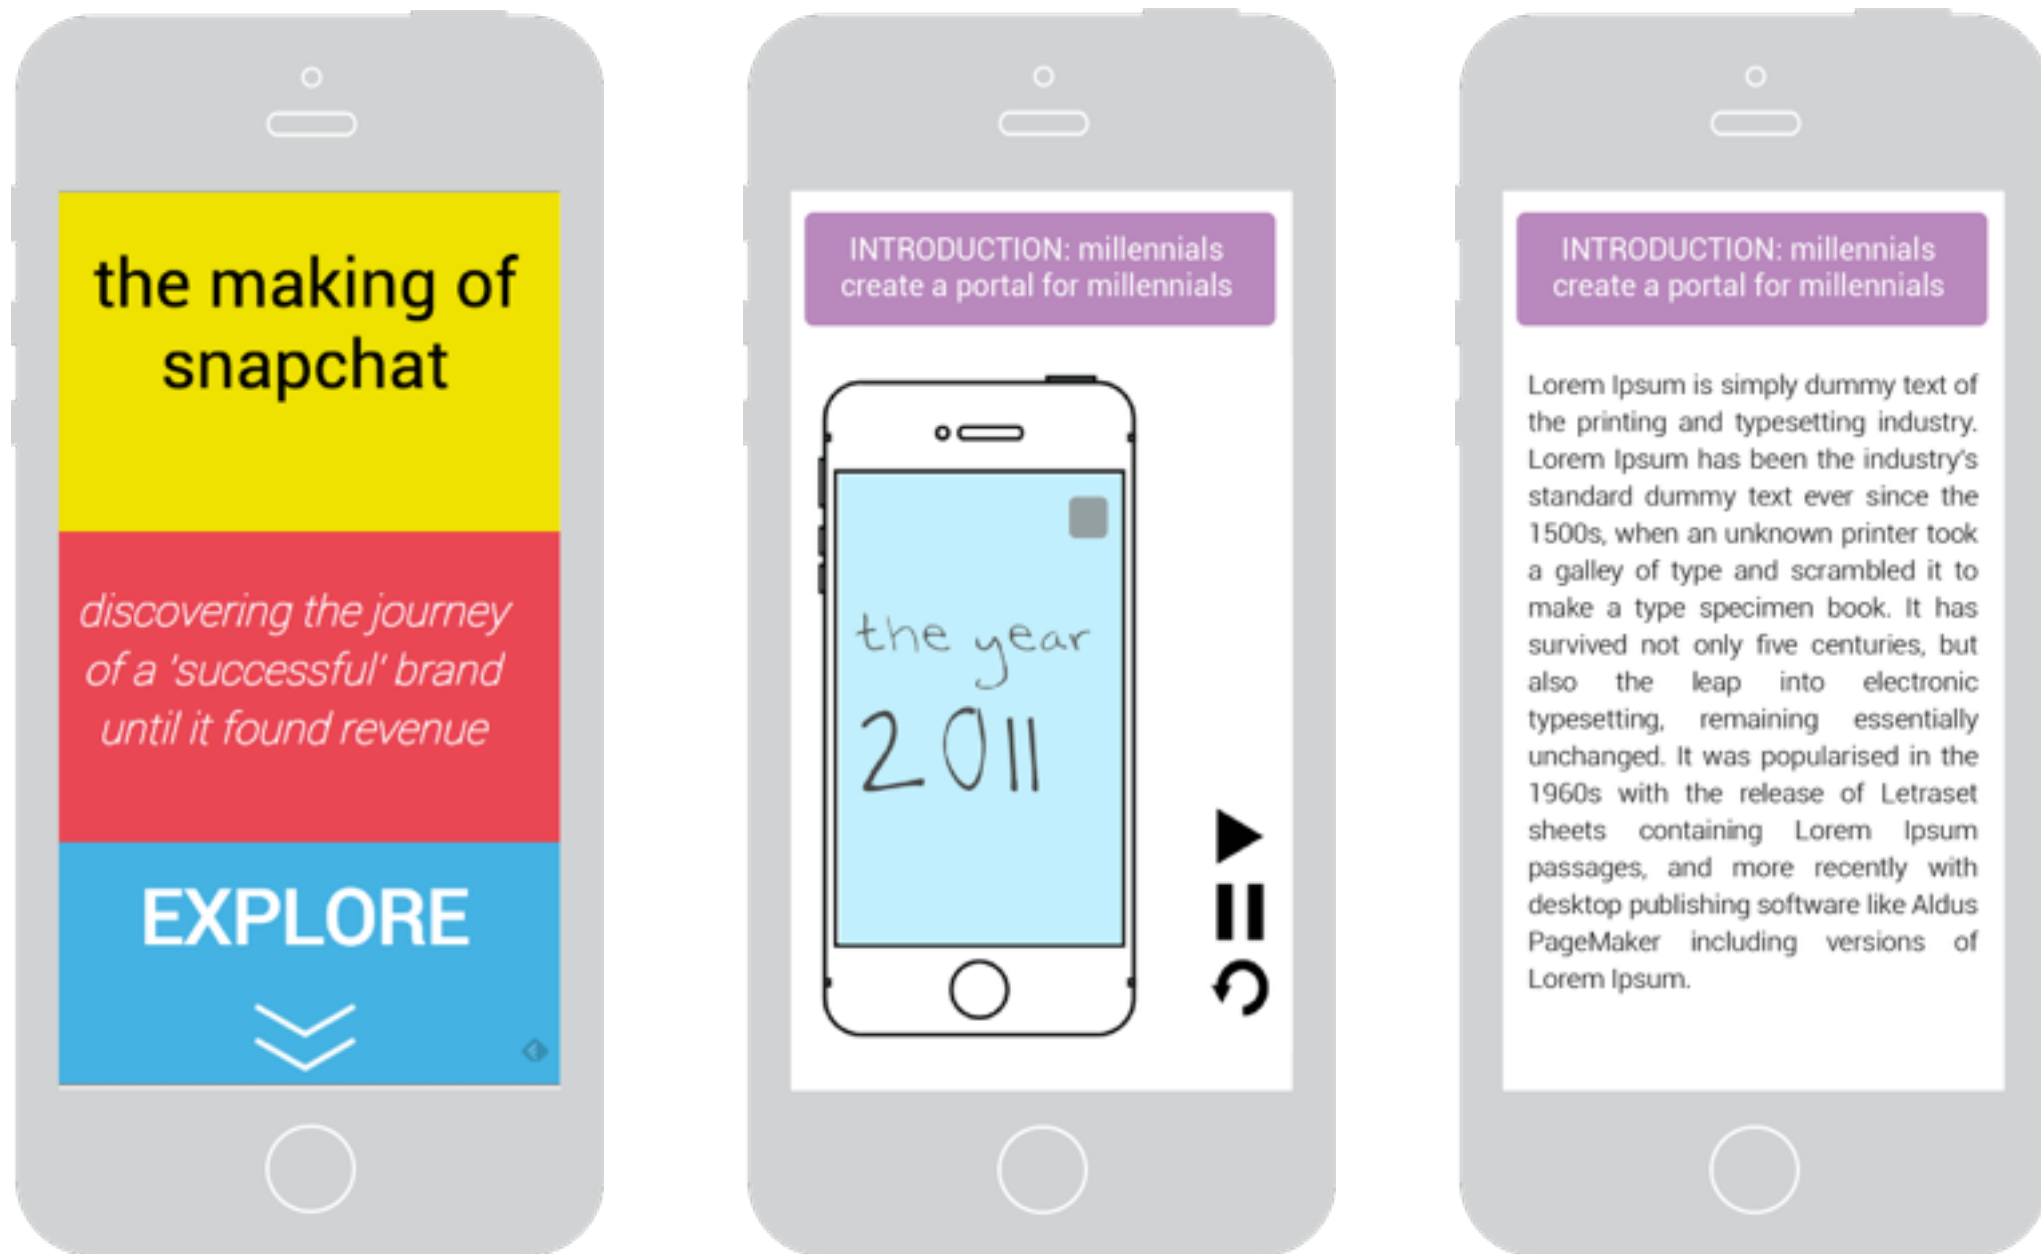 the making of
snapchat
discovering the journey
of a 'successful' brand
until it found revenue
EXPLORE
INTRODUCTION: millennials
create a portal for millennials
the year
2011
INTRODUCTION: millennials
create a portal for millennials
Lorem Ipsum is simply dummy text of
the printing and typesetting industry.
Lorem Ipsum has been the industry's
standard dummy text ever since the
1500s, when an unknown printer took
a galley of type and scrambled it to
make a type specimen book. It has
survived not only five centuries, but
also the leap into electronic
typesetting, remaining essentially
unchanged. It was popularised in the
1960s with the release of Letraset
sheets containing Lorem Ipsum
passages, and more recently with
desktop publishing software like Aldus
PageMaker including versions of
Lorem Ipsum.